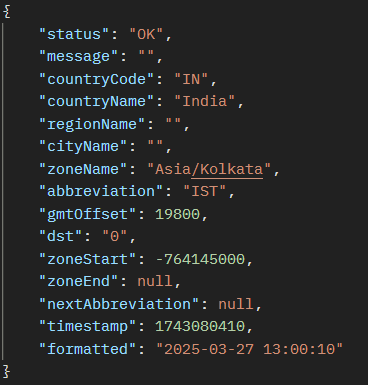 {
    "status": "OK",
    "message": "",
    "countryCode": "IN",
    "countryName": "India",
    "regionName": "",
    "cityName": "",
    "zoneName": "Asia/Kolkata",
    "abbreviation": "IST",
    "gmtOffset": 19800,
    "dst": "0",
    "zoneStart": -764145000,
    "zoneEnd": null,
    "nextAbbreviation": null,
    "timestamp": 1743080410,
    "formatted": "2025-03-27 13:00:10"
}